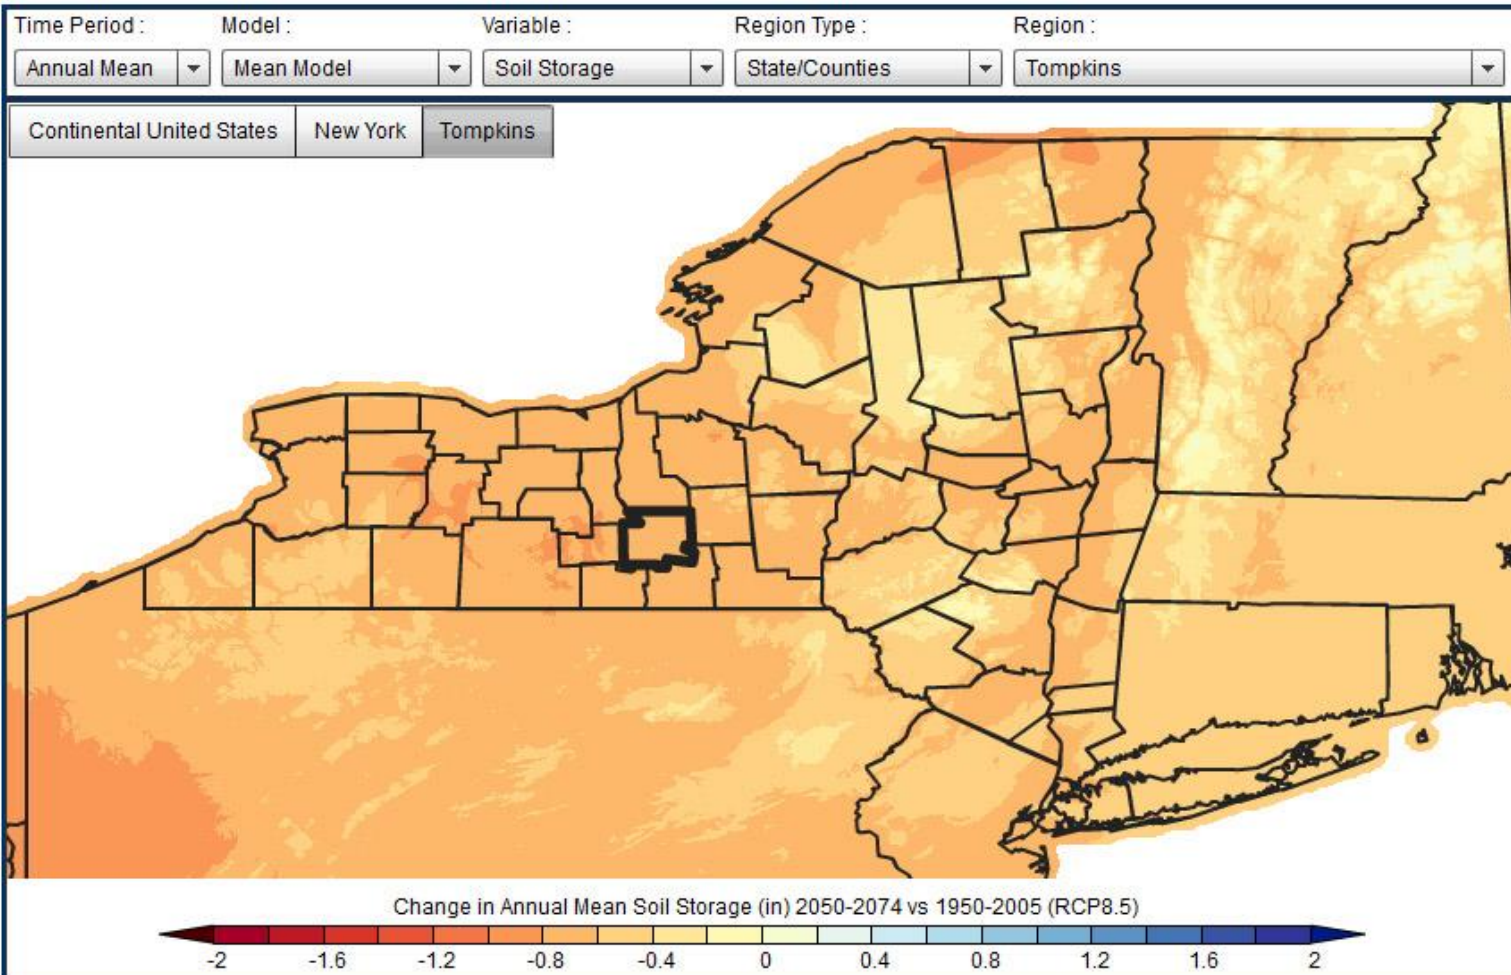 Time Period : Model : Variable : Region Type : Region :
Annual Mean Mean Model Soil Storage State/Counties Tompkins
Continental United States New York Tompkins
Change in Annual Mean Soil Storage (in) 2050-2074 vs 1950-2005 (RCP8.5)
-2 -1.6 -1.2 -0.8 -0.4 0 0.4 0.8 1.2 1.6 2